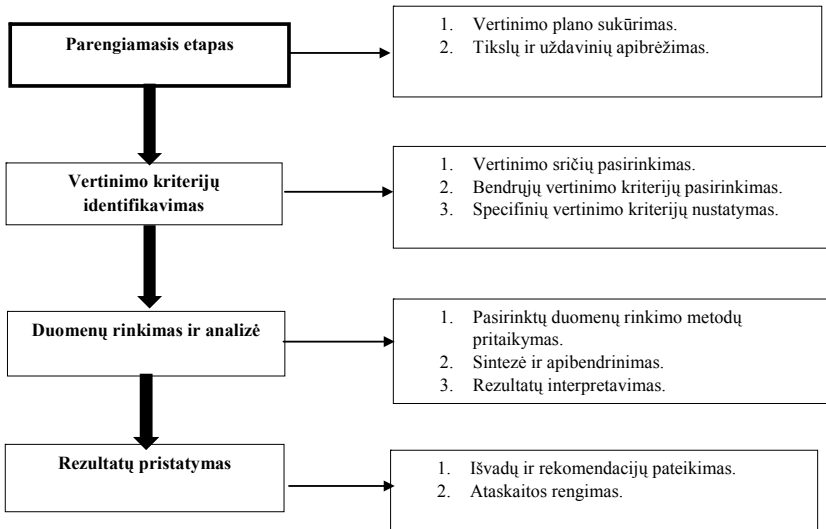 Parengiamasis etapas
1. Vertinimo plano sukūrimas.
2. Tikslų ir uždavinių apibrėžimas.
Vertinimo kriterijų
identifikavimas
1. Vertinimo sričių pasirinkimas.
2. Bendrųjų vertinimo kriterijų pasirinkimas.
3. Specifinių vertinimo kriterijų nustatymas.
Duomenų rinkimas ir analizė
1. Pasirinktų duomenų rinkimo metodų
pritaikymas.
2. Sintezė ir apibendrinimas.
3. Rezultatų interpretavimas.
Rezultatų pristatymas
1. Išvadų ir rekomendacijų pateikimas.
2. Ataskaitos rengimas.